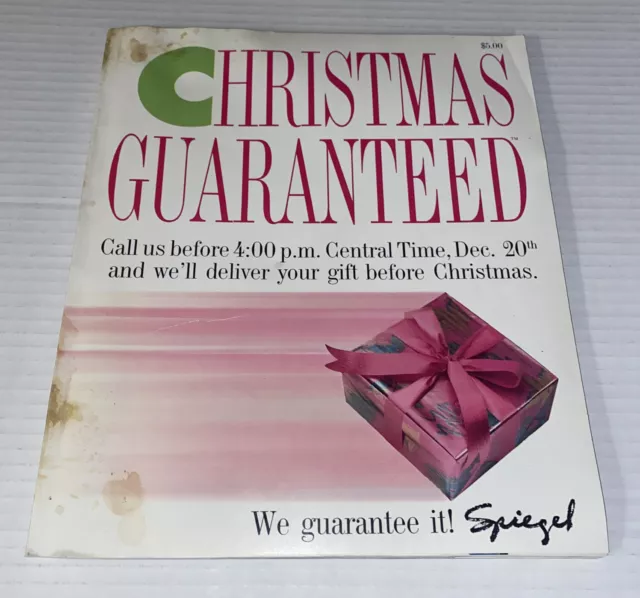 $5.00
CHRISTMAS
GUARANTEED™
Call us before 4:00 p.m. Central Time, Dec. 20th
and we'll deliver your gift before Christmas.
We guarantee it! Spiegel